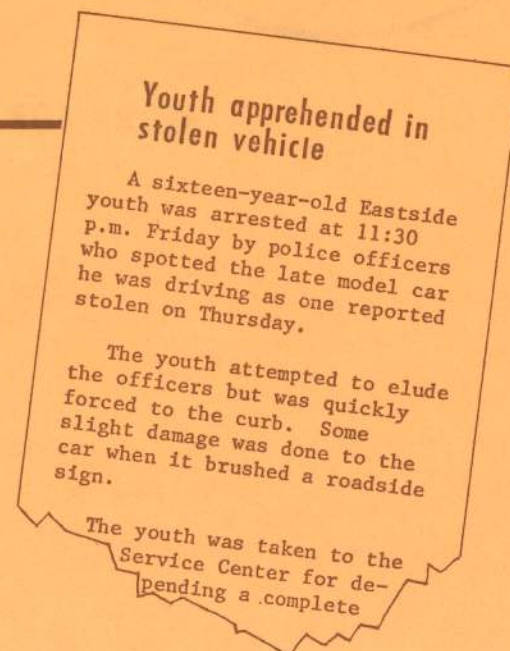 Youth apprehended in
stolen vehicle
A sixteen-year-old Eastside
youth was arrested at 11:30
p.m. Friday by police officers
who spotted the late model car
he was driving as one reported
stolen on Thursday.
The youth attempted to elude
the officers but was quickly
forced to the curb. Some
slight damage was done to the
car when it brushed a roadside
sign.
The youth was taken to the
Service Center for de-
pending a complete